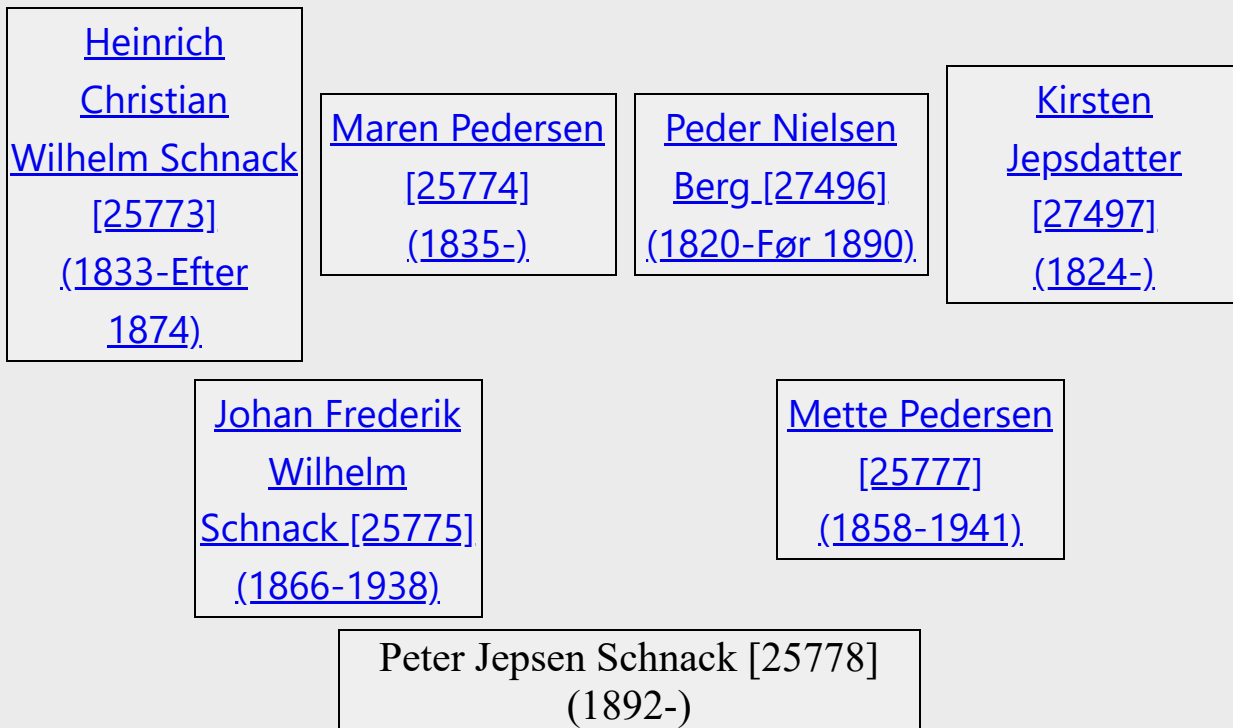 Heinrich
Christian
Wilhelm Schnack
[25773]
(1833-Efter
1874)
Maren Pedersen
[25774]
(1835-)
Peder Nielsen
Berg [27496]
(1820-Før 1890)
Kirsten
Jepsdatter
[27497]
(1824-)
Johan Frederik
Wilhelm
Schnack [25775]
(1866-1938)
Mette Pedersen
[25777]
(1858-1941)
Peter Jepsen Schnack [25778]
(1892-)